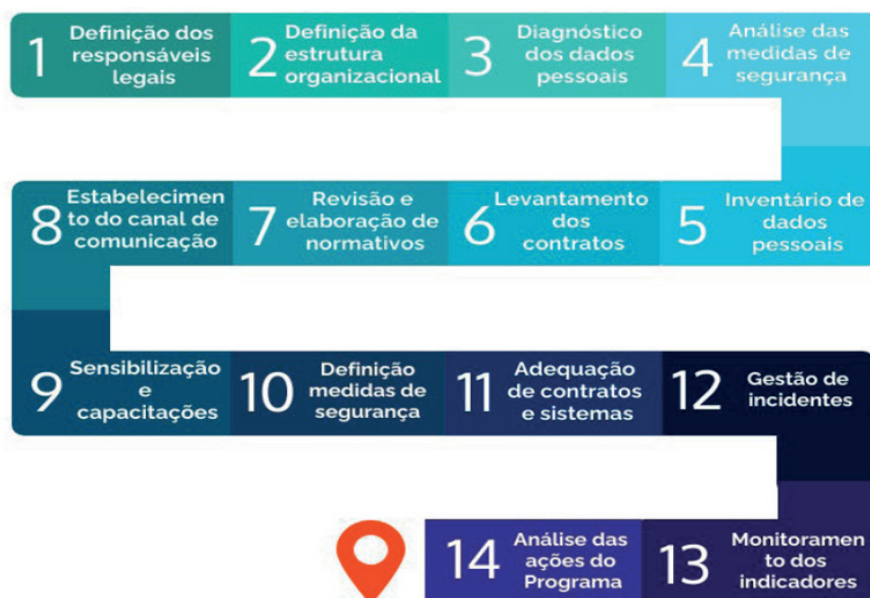 1
Definição dos
responsáveis
legais
2
Definição da
estrutura
organizacional
3
Diagnóstico
dos dados
pessoais
4
Análise das
medidas de
segurança
5
Inventário de
dados
pessoais
6
Levantamento
dos
contratos
7
Revisão e
elaboração de
normativos
8
Estabelecimen
to do canal de
comunicação
9
Sensibilização
e
capacitações
10
Definição
medidas de
segurança
11
Adequação
de contratos
e sistemas
12
Gestão de
incidentes
13
Monitoramen
to dos
indicadores
14
Análise das
ações do
Programa